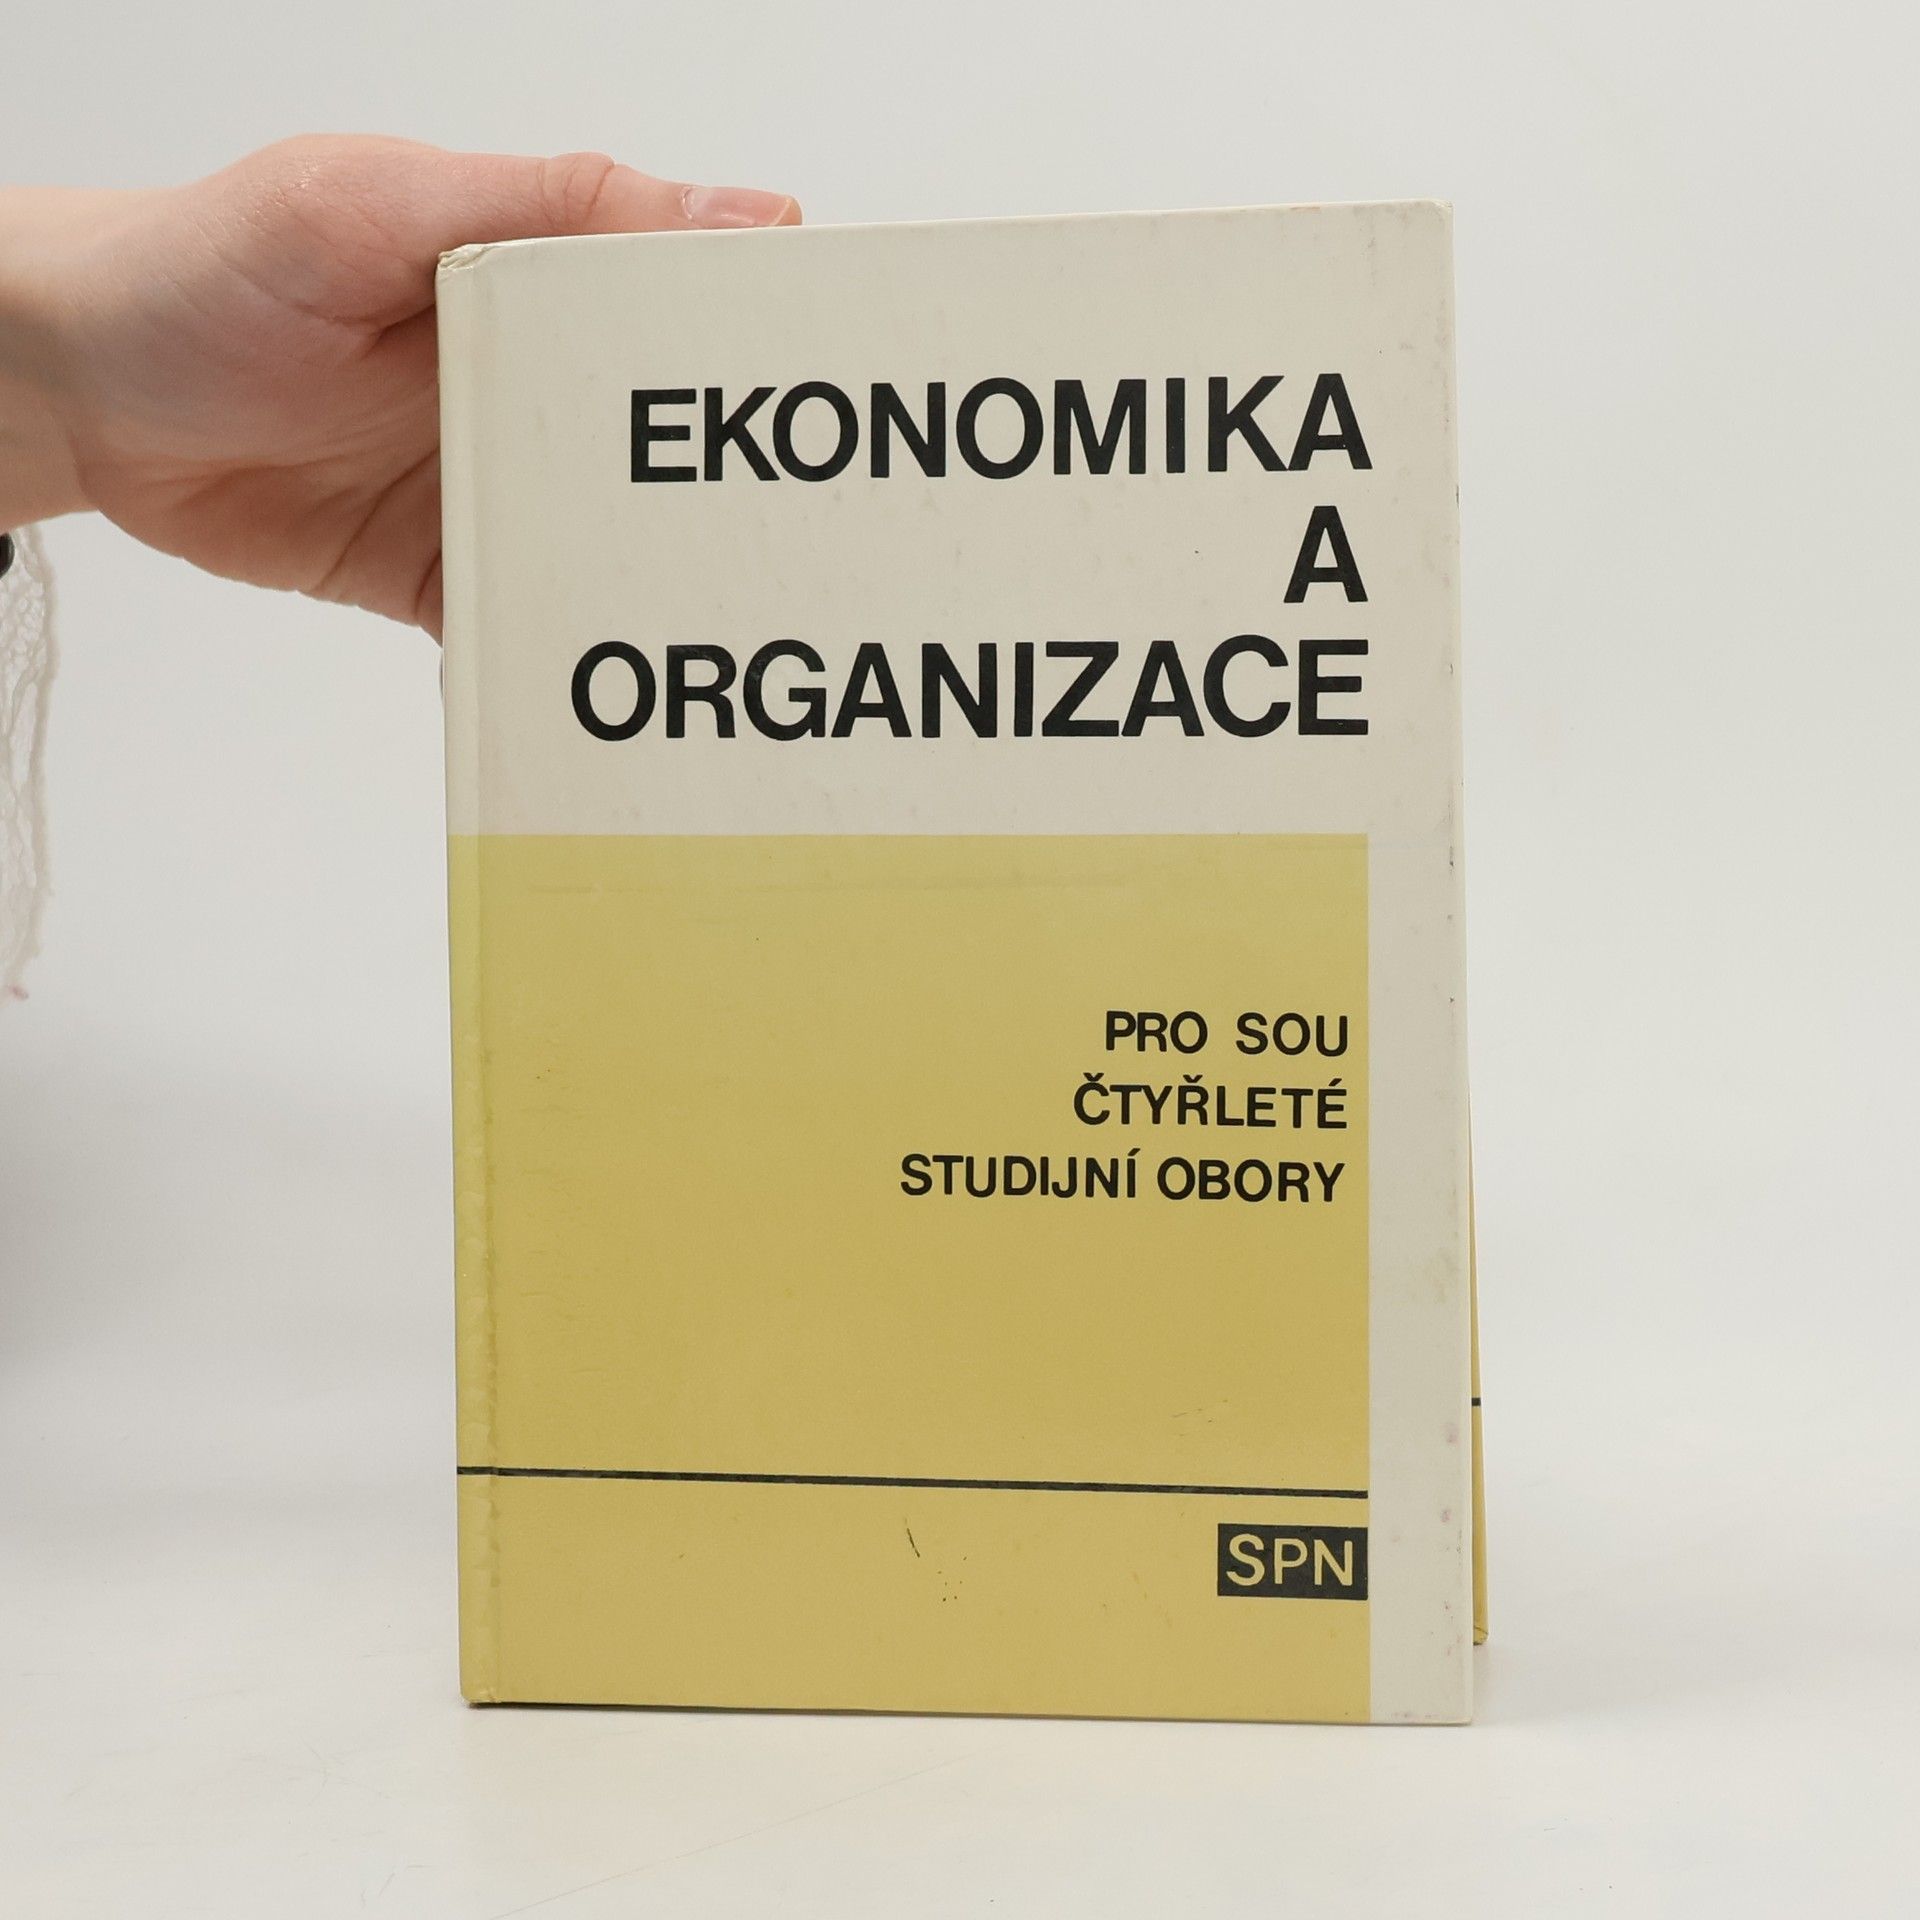 EKONOMIKA
A
ORGANIZACE
PRO SOU
ČTYŘLETÉ
STUDIJNÍ OBORY
SPN